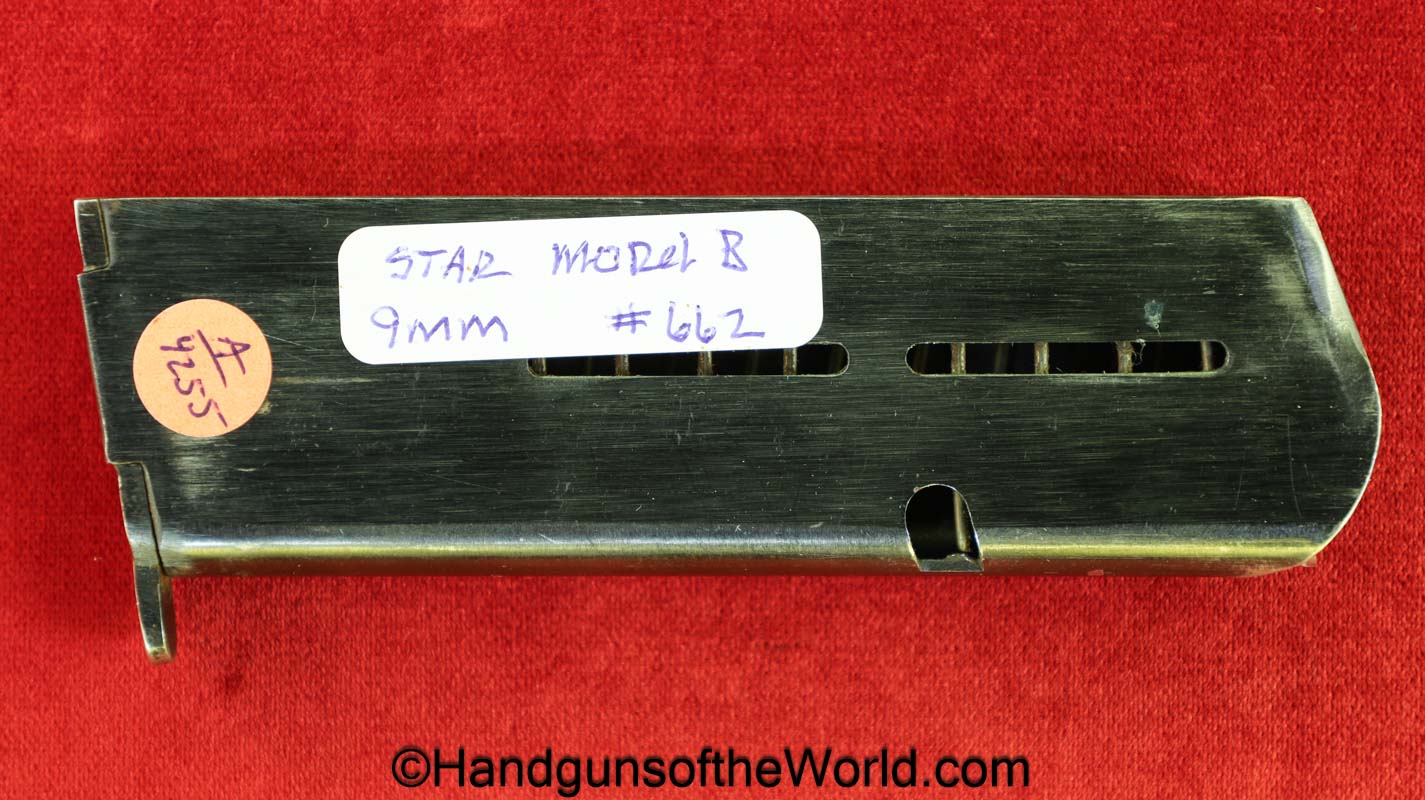 STAR MODEL B
9mm #662
A
4255
©HandgunsoftheWorld.com